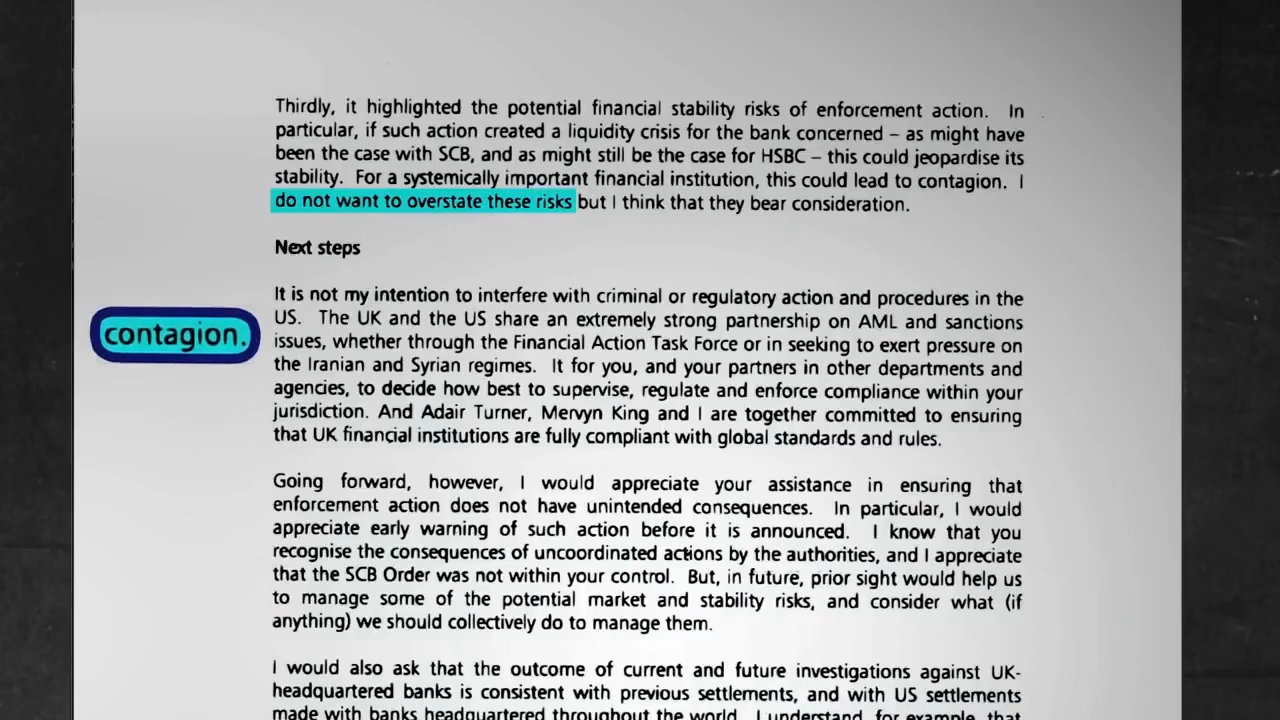 Thirdly, it highlighted the potential financial stability risks of enforcement action. In
particular, if such action created a liquidity crisis for the bank concerned – as might have
been the case with SCB, and as might still be the case for HSBC – this could jeopardise its
stability. For a systemically important financial institution, this could lead to contagion. I
do not want to overstate these risks but I think that they bear consideration.
Next steps
It is not my intention to interfere with criminal or regulatory action and procedures in the
US. The UK and the US share an extremely strong partnership on AML and sanctions
contagion.
issues, whether through the Financial Action Task Force or in seeking to exert pressure on
the Iranian and Syrian regimes. It for you, and your partners in other departments and
agencies, to decide how best to supervise, regulate and enforce compliance within your
jurisdiction. And Adair Turner, Mervyn King and I are together committed to ensuring
that UK financial institutions are fully compliant with global standards and rules.
Going forward, however, I would appreciate your assistance in ensuring that
enforcement action does not have unintended consequences. In particular, I would
appreciate early warning of such action before it is announced. I know that you
recognise the consequences of uncoordinated actions by the authorities, and I appreciate
that the SCB Order was not within your control. But, in future, prior sight would help us
to manage some of the potential market and stability risks, and consider what (if
anything) we should collectively do to manage them.
I would also ask that the outcome of current and future investigations against UK-
headquartered banks is consistent with previous settlements, and with US settlements
made with banks headquartered throughout the world. I understand, for example, that